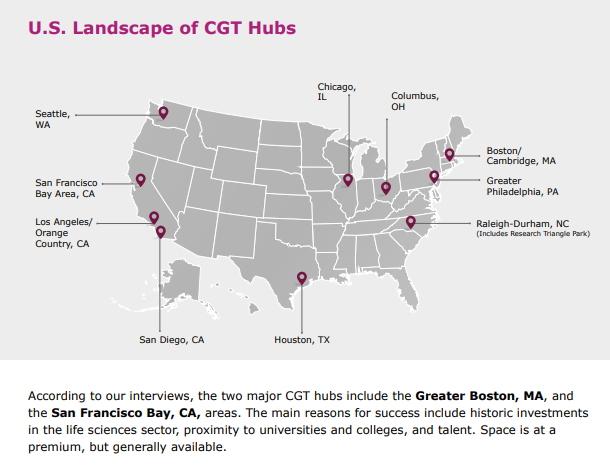 U.S. Landscape of CGT Hubs
Chicago,
IL
Columbus,
OH
Seattle,
WA
Boston/
Cambridge, MA
San Francisco
Bay Area, CA
Greater
Philadelphia, PA
Los Angeles/
Orange
Country, CA
Raleigh-Durham, NC
(Includes Research Triangle Park)
San Diego, CA
Houston, TX
According to our interviews, the two major CGT hubs include the Greater Boston, MA, and
the San Francisco Bay, CA, areas. The main reasons for success include historic investments
in the life sciences sector, proximity to universities and colleges, and talent. Space is at a
premium, but generally available.